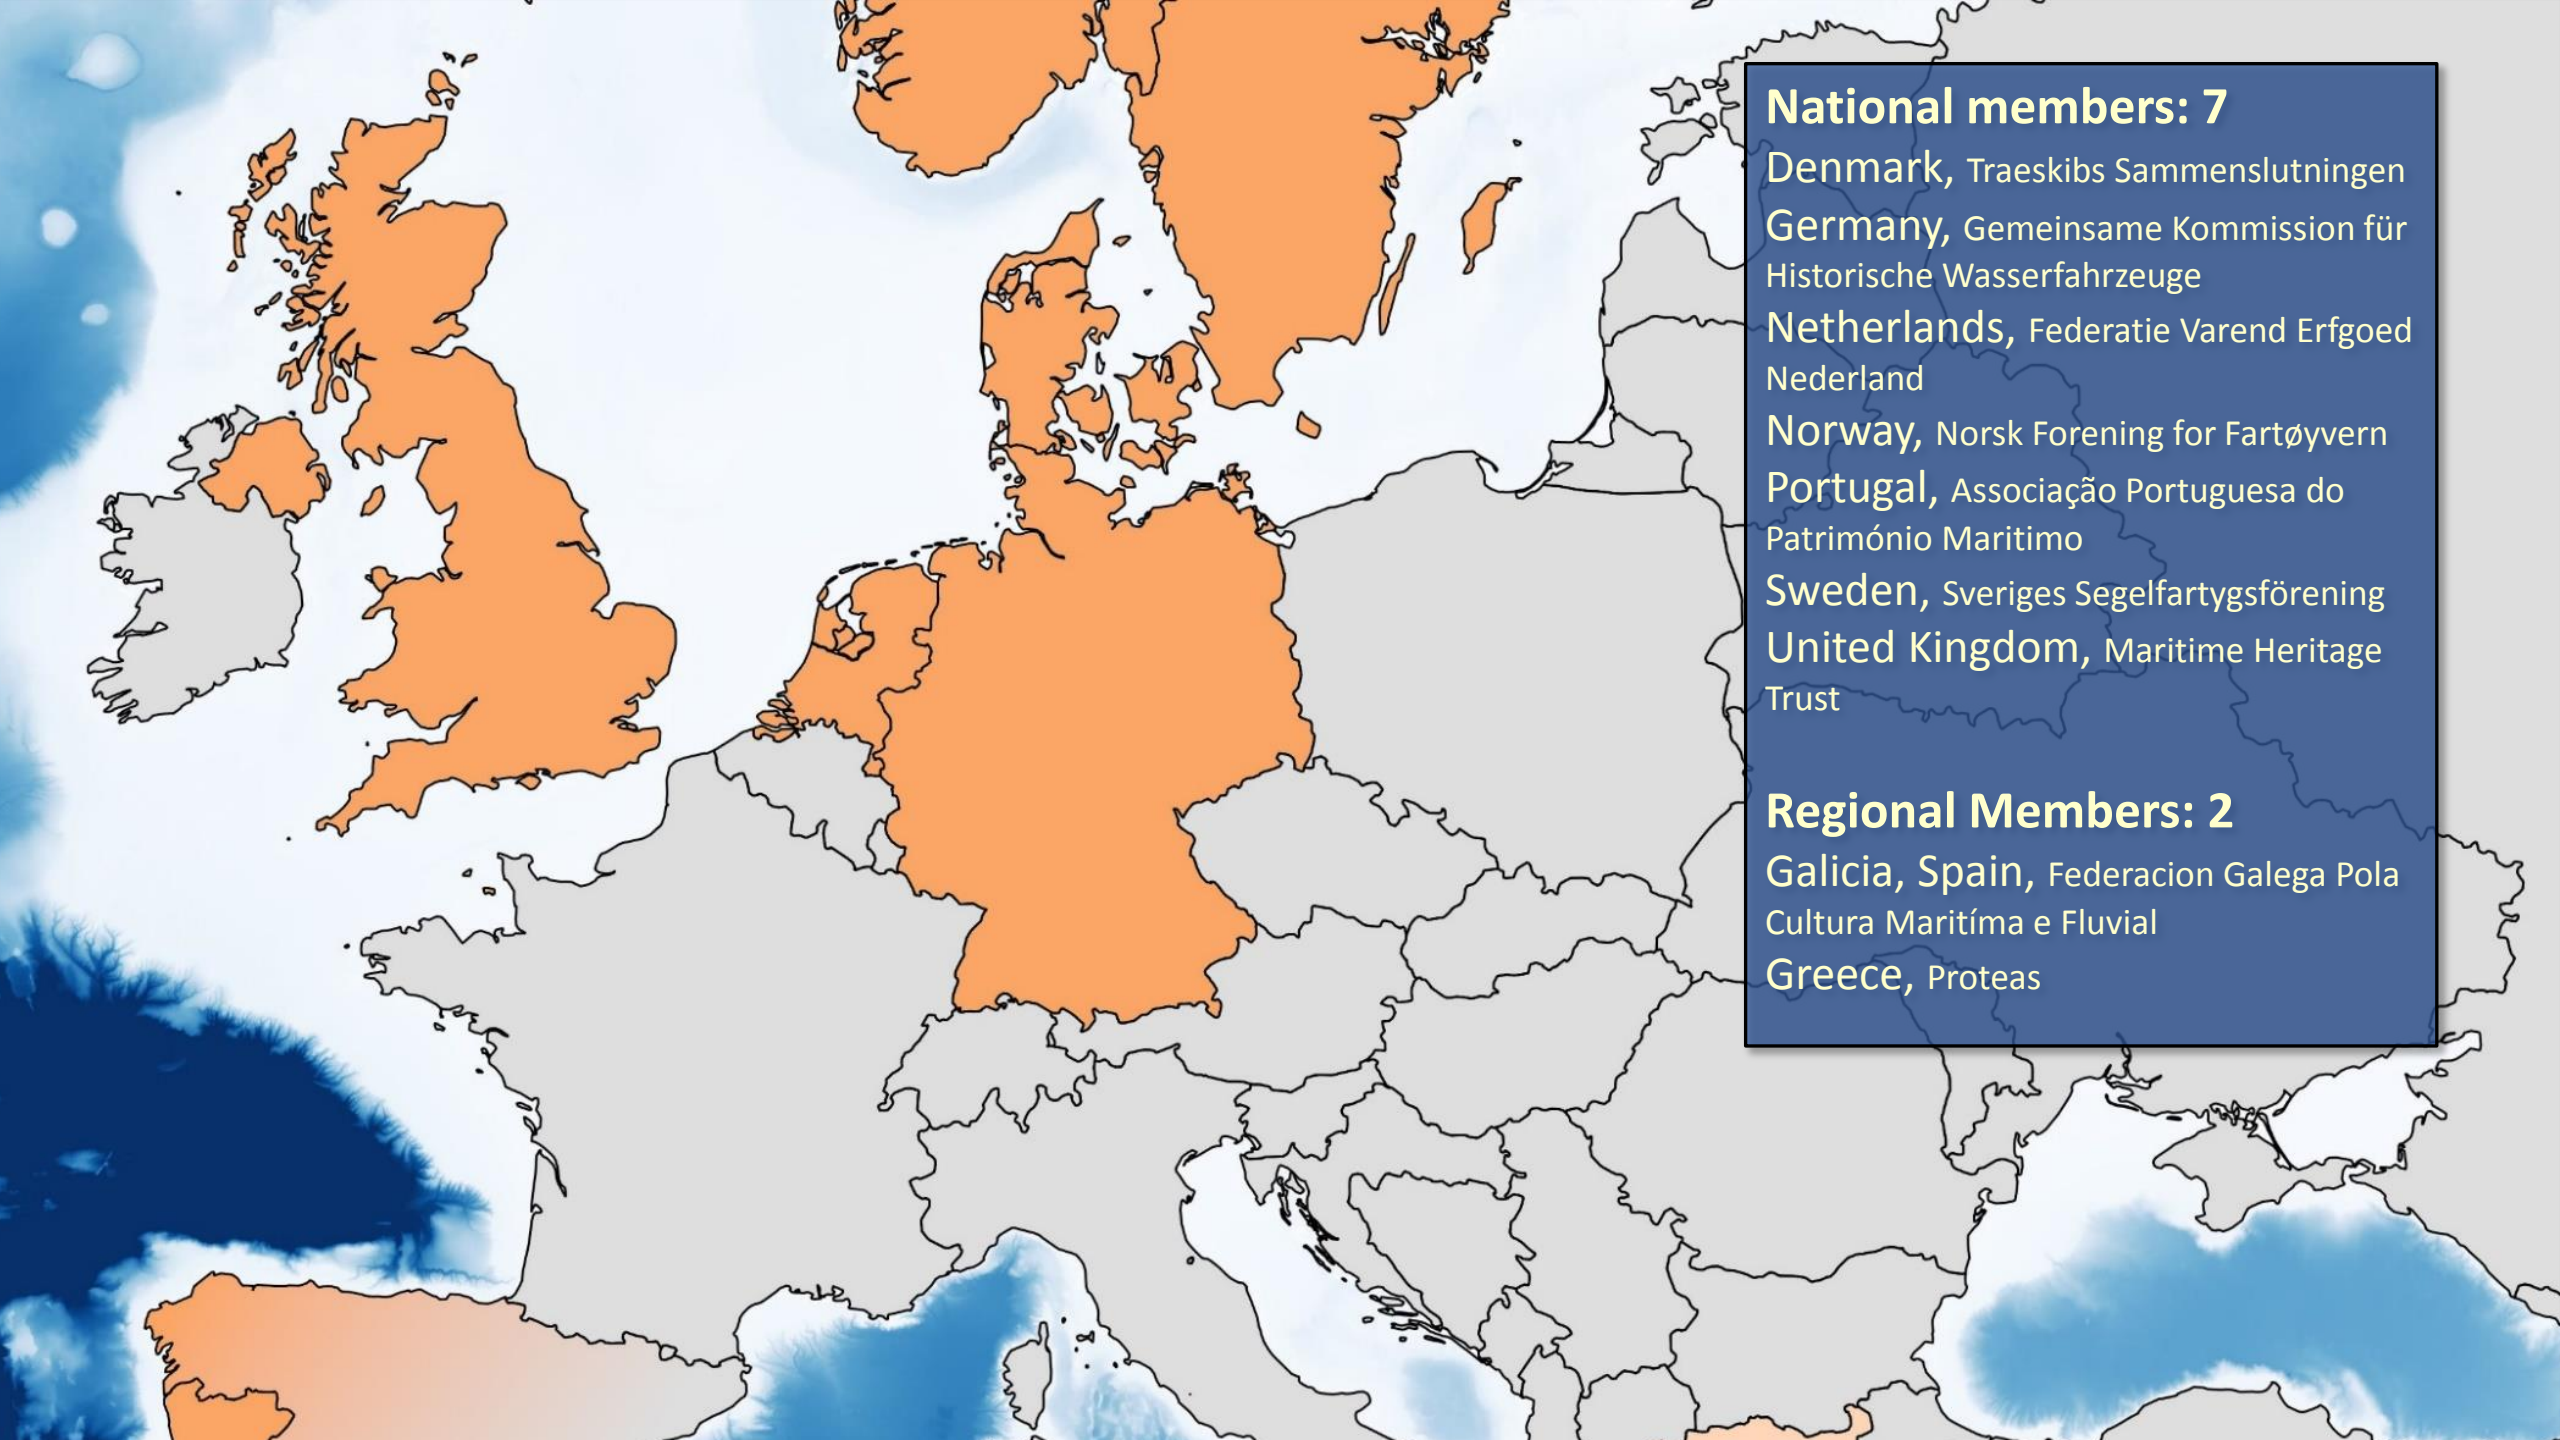 National members: 7
Denmark, Traeskibs Sammenslutningen
Germany, Gemeinsame Kommission für
Historische Wasserfahrzeuge
Netherlands, Federatie Varend Erfgoed
Nederland
Norway, Norsk Forening for Fartøyvern
Portugal, Associação Portuguesa do
Património Maritimo
Sweden, Sveriges Segelfartygsförening
United Kingdom, Maritime Heritage
Trust
Regional Members: 2
Galicia, Spain, Federacion Galega Pola
Cultura Maritíma e Fluvial
Greece, Proteas